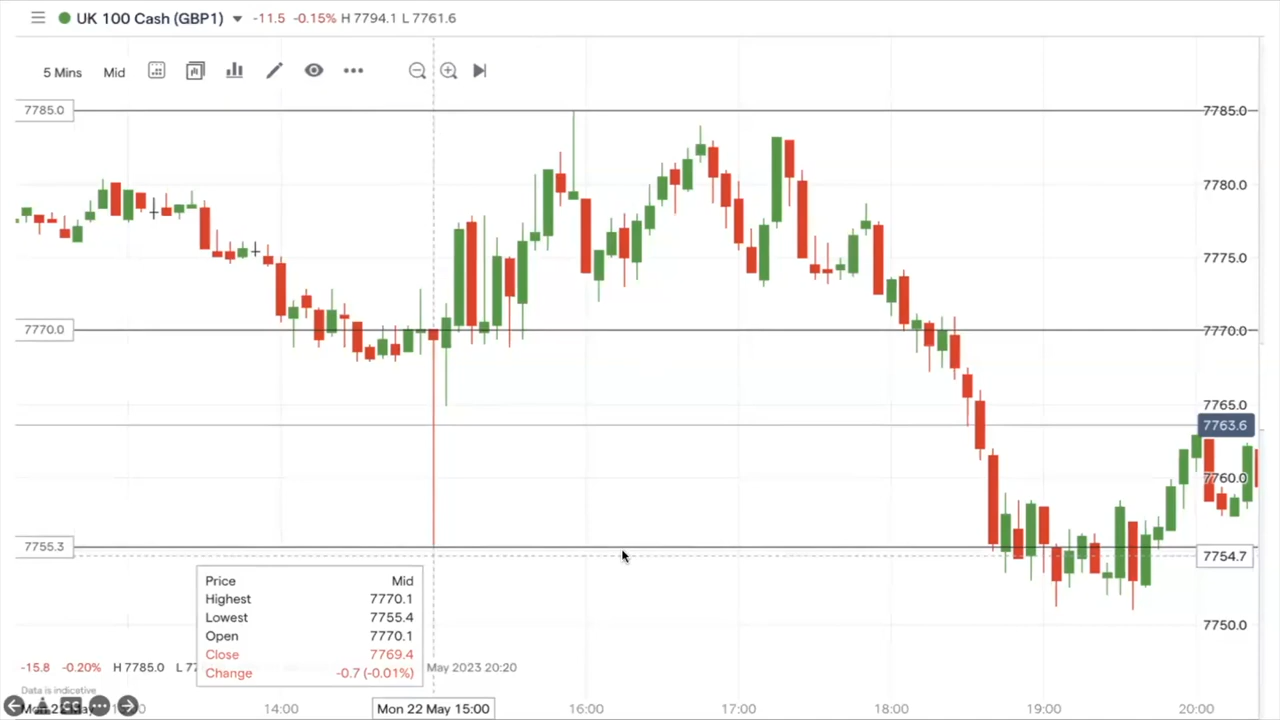 UK 100 Cash (GBP1) -11.5 -0.15% H 7794.1 L 7761.6
5 Mins Mid
7785.0 7785.0
7780.0
7775.0
7770.0 7770.0
7765.0
7763.6
7760.0
7755.3
7754.7
7750.0
Price Mid
Highest 7770.1
Lowest 7755.4
Open 7770.1
Close 7769.4
Change -0.7 (-0.01%)
-15.8 -0.20% H 7785.0 L 77 May 2023 20:20
Data is indicative
Mon 22 May 14:00 Mon 22 May 15:00 16:00 17:00 18:00 19:00 20:00